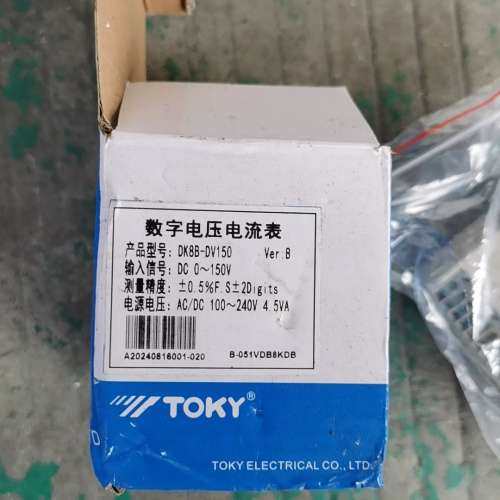 数字电压电流表
产品型号: DK8B-DV150 Ver:B
输入信号: DC 0～150V
测量精度: ±0.5%F.S±2Digits
电源电压: AC/DC 100～240V 4.5VA
A20240816001-020 B-051VDB8KDB
TOKY
TOKY ELECTRICAL CO.,LTD.